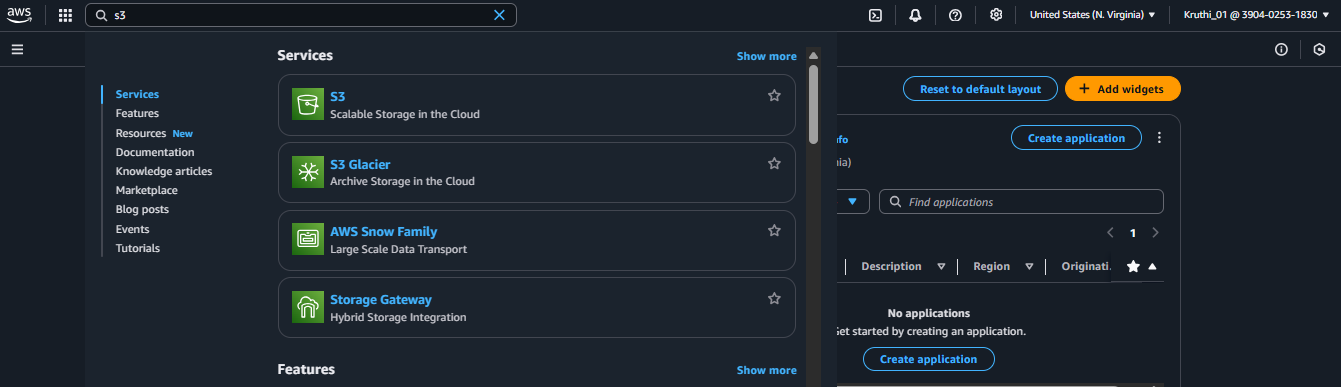 aws
s3
United States (N. Virginia)
Kruthi_01 @ 3904-0253-1830
Services
Show more
Services
Features
Resources New
Documentation
Knowledge articles
Marketplace
Blog posts
Events
Tutorials
S3
Scalable Storage in the Cloud
S3 Glacier
Archive Storage in the Cloud
AWS Snow Family
Large Scale Data Transport
Storage Gateway
Hybrid Storage Integration
Features
Show more
Reset to default layout
+ Add widgets
nfo
Create application
nia)
Find applications
1
Description
Region
Originati.
No applications
Get started by creating an application.
Create application